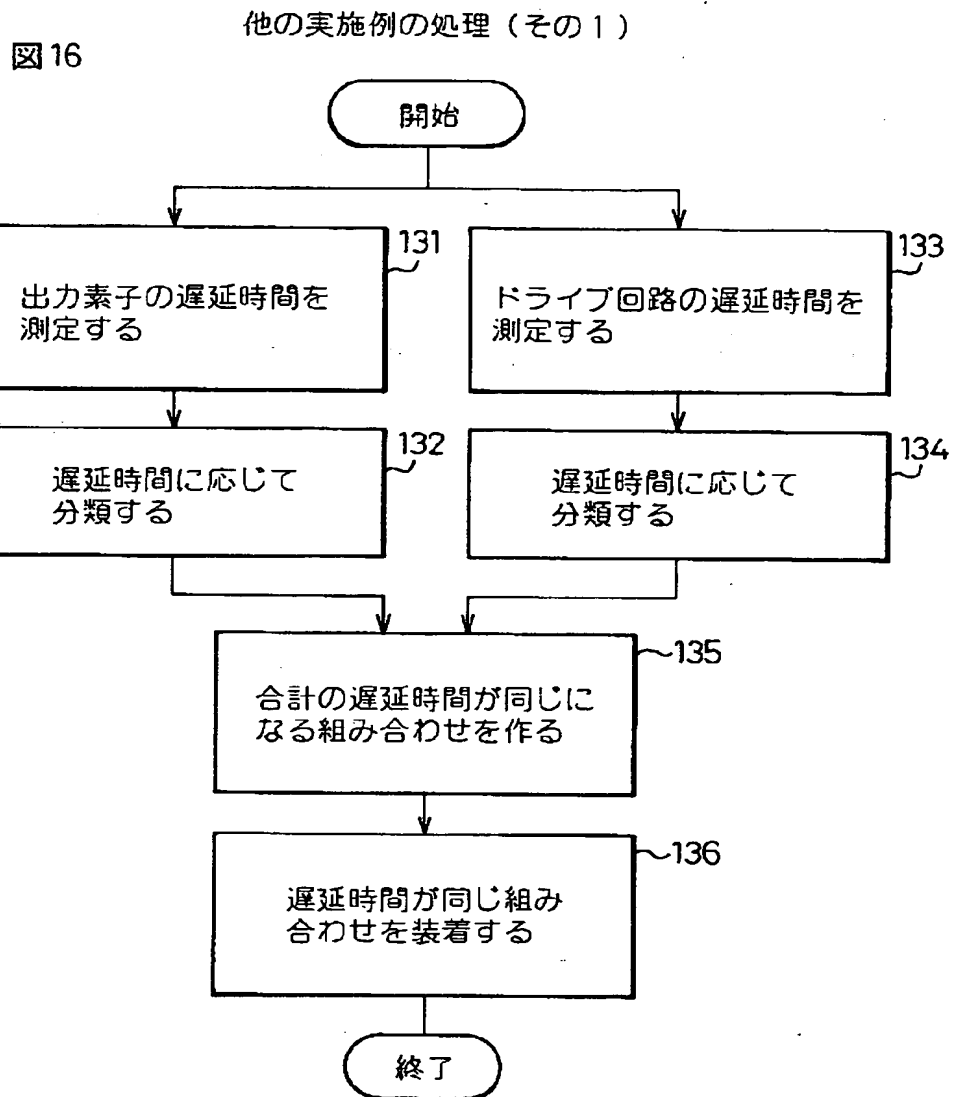 他の実施例の処理（その１）
図16
開始
131
出力素子の遅延時間を
測定する
133
ドライブ回路の遅延時間を
測定する
132
遅延時間に応じて
分類する
134
遅延時間に応じて
分類する
135
合計の遅延時間が同じに
なる組み合わせを作る
136
遅延時間が同じ組み
合わせを装着する
終了